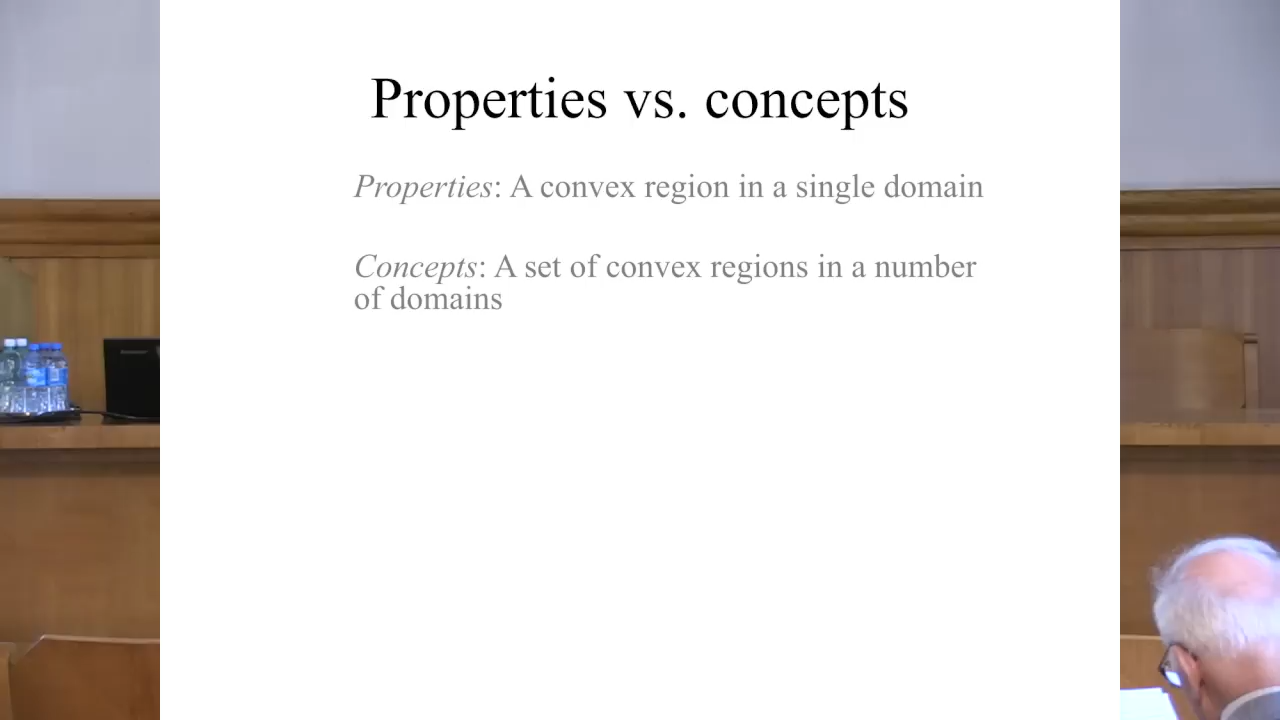 Properties vs. concepts
Properties: A convex region in a single domain
Concepts: A set of convex regions in a number
of domains